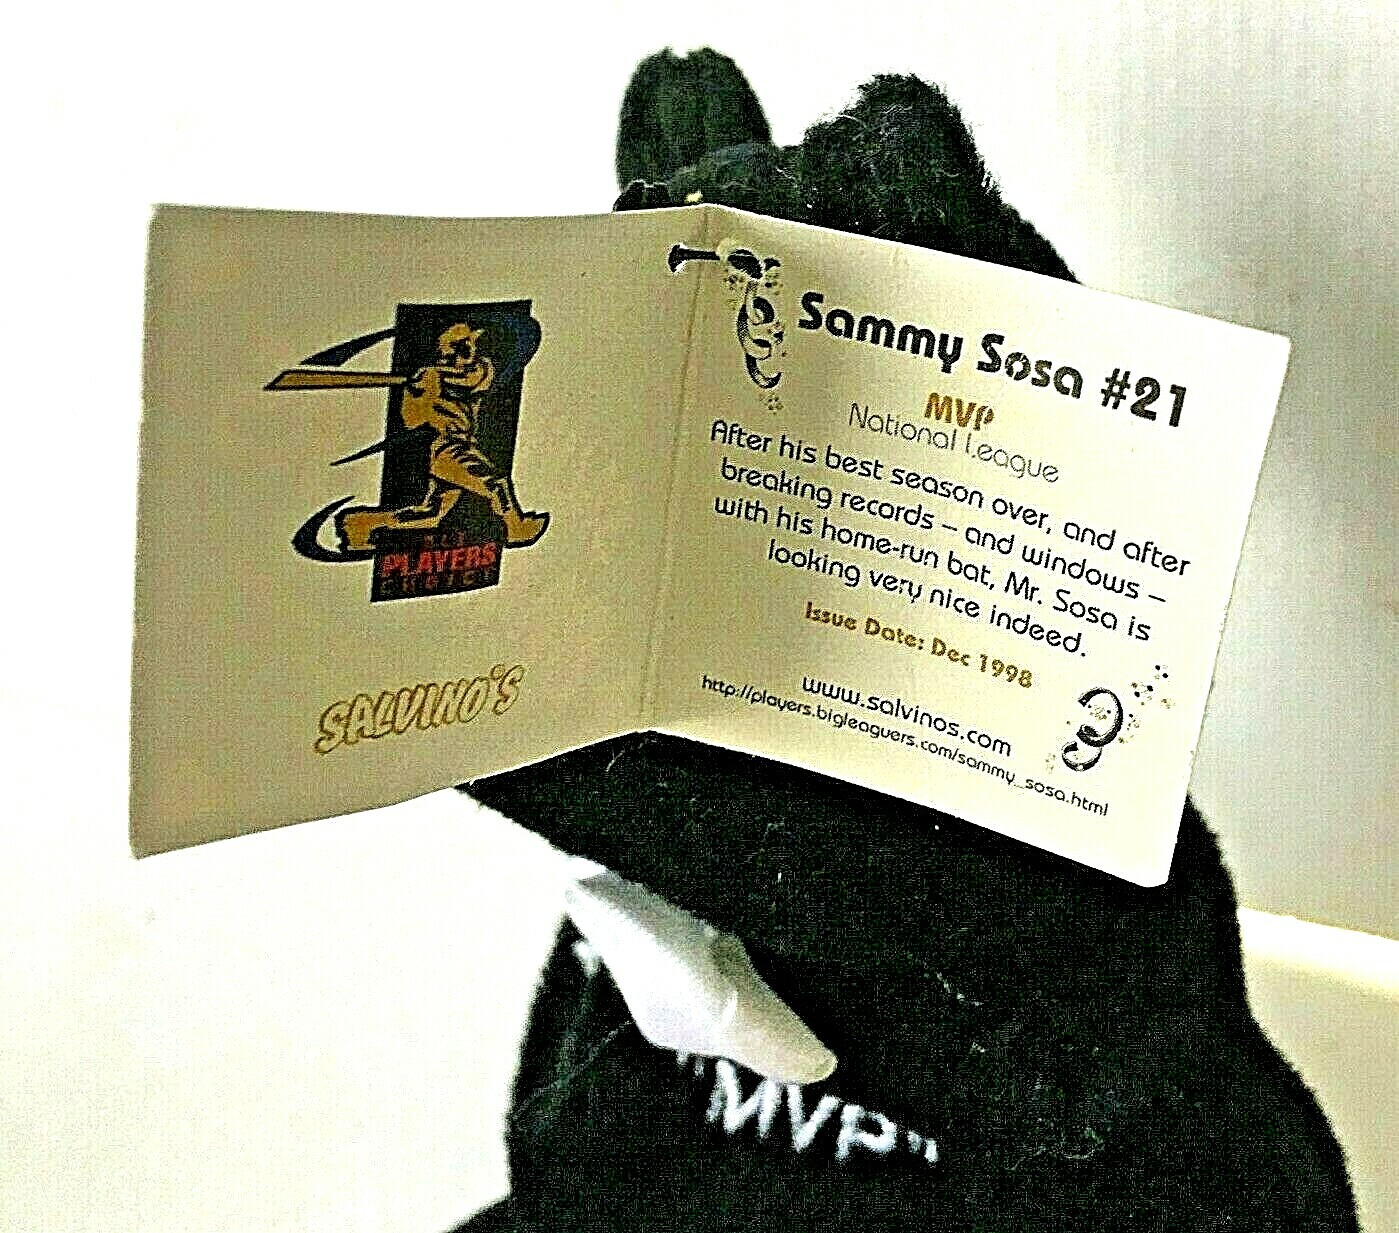 PLAYERS
CHOICE
SALVINO'S
Sammy Sosa #21
MVP
National League
After his best season over, and after
breaking records – and windows –
with his home-run bat, Mr. Sosa is
looking very nice indeed.
Issue Date: Dec 1998
www.salvinos.com
http://players.bigleaguers.com/sammy_sosa.html
"MVP"